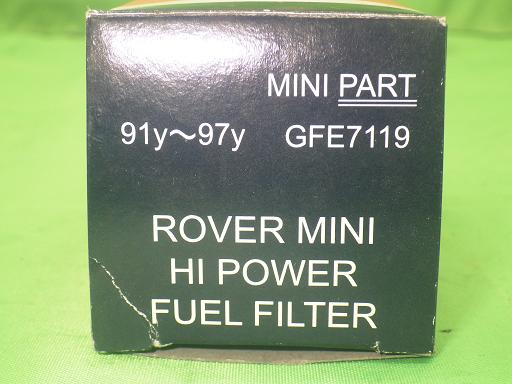 MINI PART
91y～97y GFE7119
ROVER MINI
HI POWER
FUEL FILTER